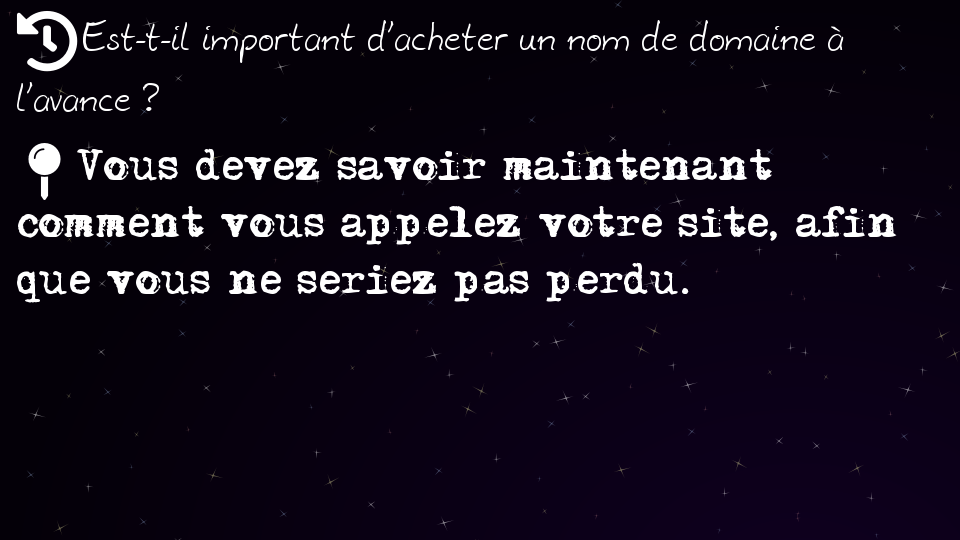 Est-t-il important d'acheter un nom de domaine à
l'avance ?
Vous devez savoir maintenant
comment vous appelez votre site, afin
que vous ne seriez pas perdu.